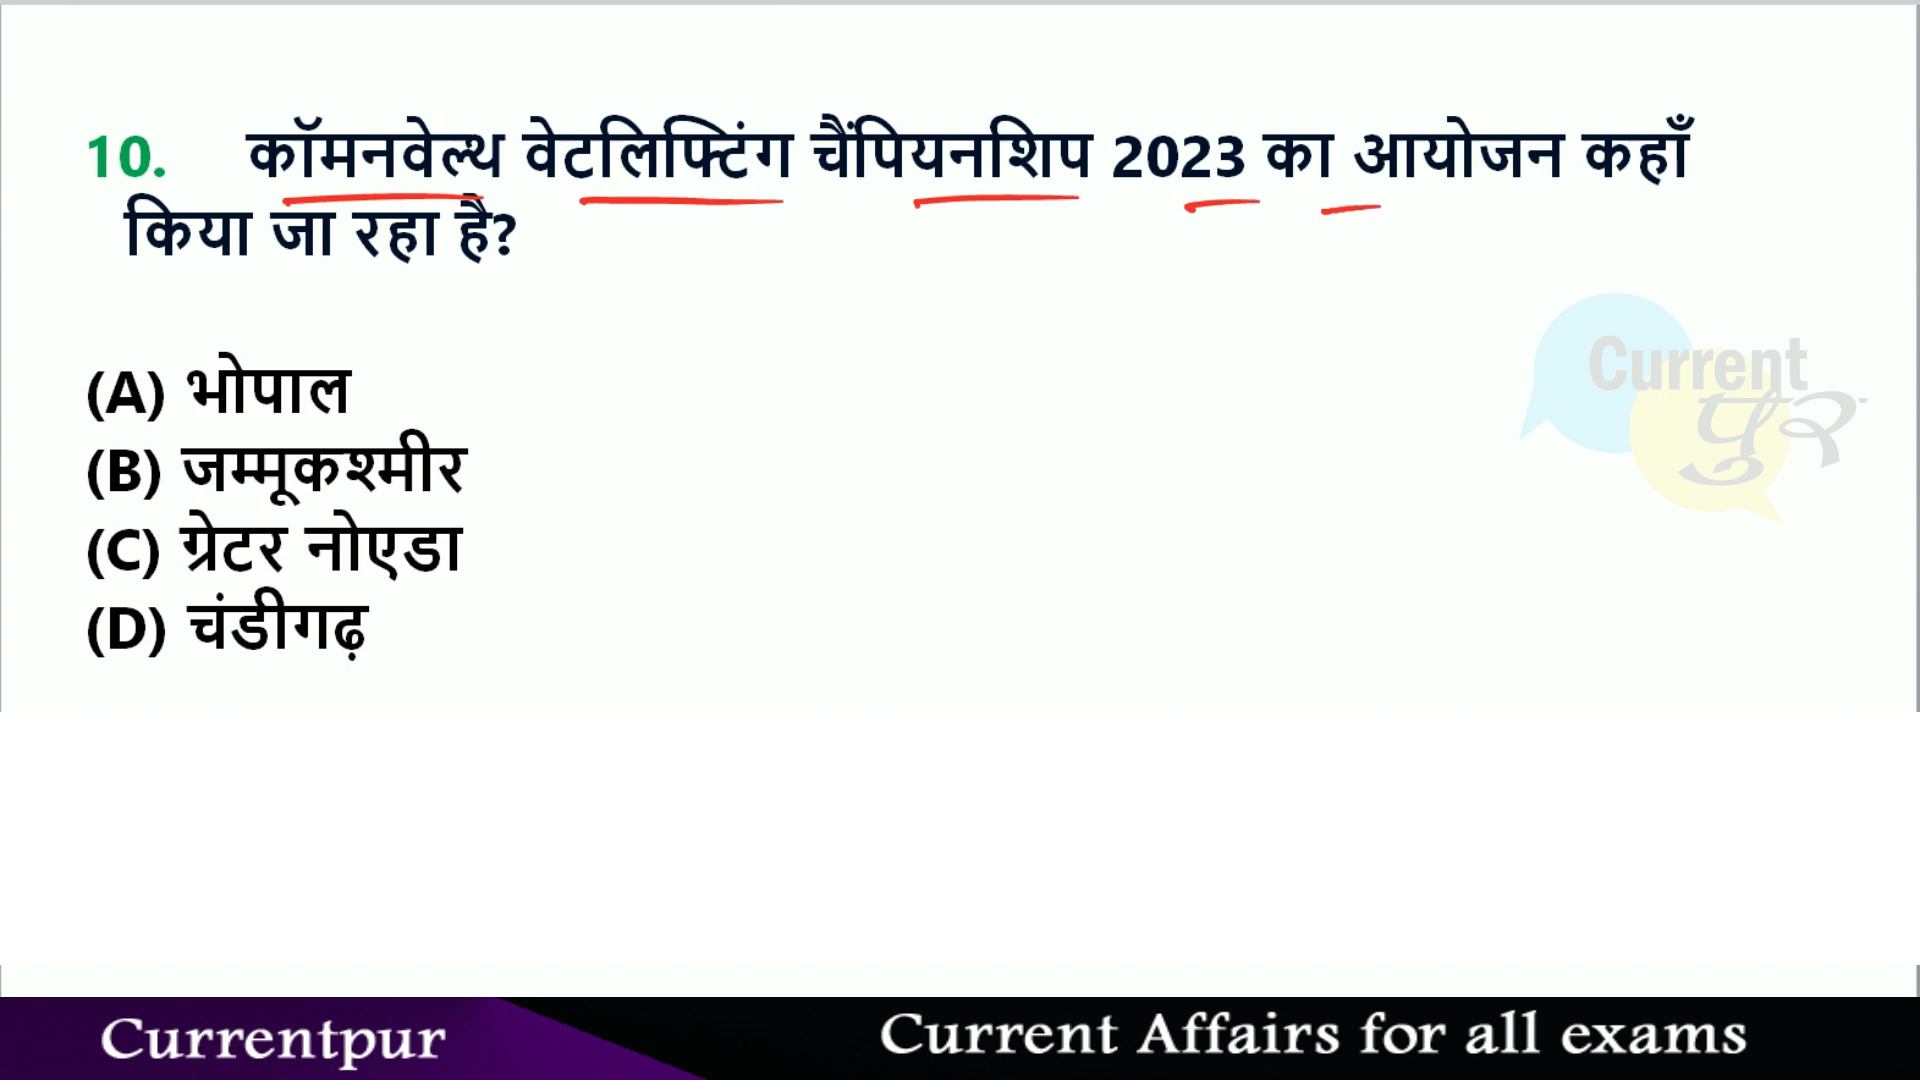 10. कॉमनवेल्थ वेटलिफ्टिंग चैंपियनशिप 2023 का आयोजन कहाँ
किया जा रहा है?
Current
पुर
(A) भोपाल
(B) जम्मूकश्मीर
(C) ग्रेटर नोएडा
(D) चंडीगढ़
Currentpur
Current Affairs for all exams